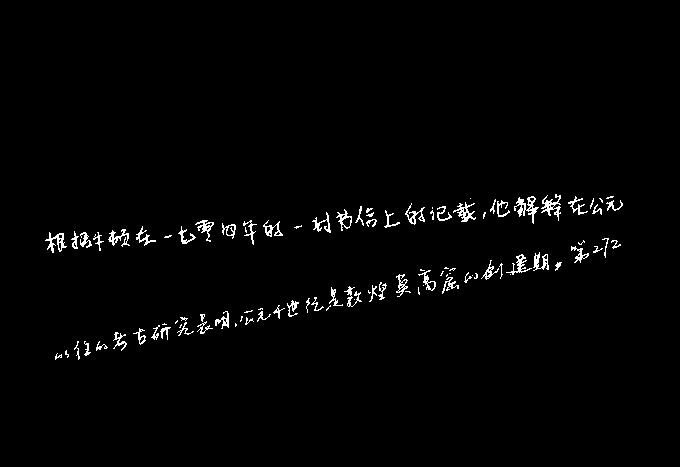 根据牛顿在一七零四年的一封书信上的记载,他解释在公元
以往的考古研究表明,公元4世纪是敦煌莫高窟的创建期。第272